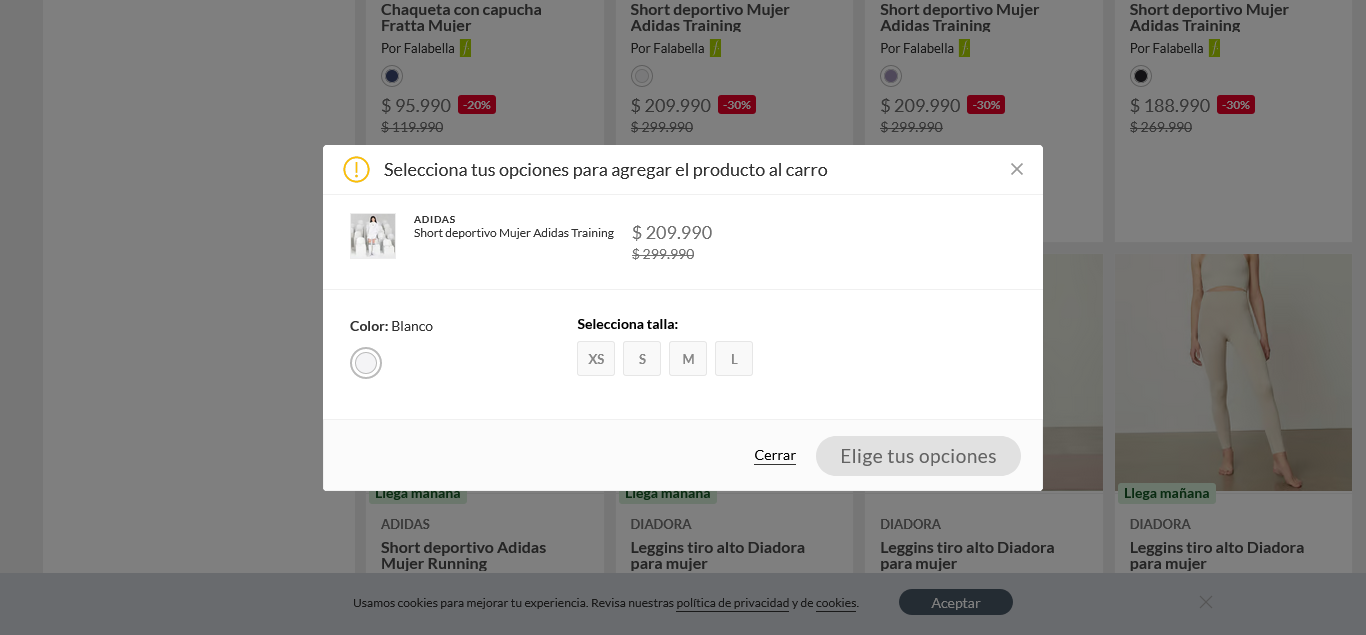 Chaqueta con capucha
Fratta Mujer
Por Falabella
$ 95.990 -20%
$ 119.990
Short deportivo Mujer
Adidas Training
Por Falabella
$ 209.990 -30%
$ 299.990
Short deportivo Mujer
Adidas Training
Por Falabella
$ 209.990 -30%
$ 299.990
Short deportivo Mujer
Adidas Training
Por Falabella
$ 188.990 -30%
$ 269.990
Selecciona tus opciones para agregar el producto al carro
ADIDAS
Short deportivo Mujer Adidas Training
$ 209.990
$ 299.990
Color: Blanco
Selecciona talla:
XS S M L
Cerrar
Elige tus opciones
Llega mañana
ADIDAS
Short deportivo Adidas
Mujer Running
Llega mañana
DIADORA
Leggins tiro alto Diadora
para mujer
DIADORA
Leggins tiro alto Diadora
para mujer
Llega mañana
DIADORA
Leggins tiro alto Diadora
para mujer
Usamos cookies para mejorar tu experiencia. Revisa nuestras política de privacidad y de cookies.
Aceptar